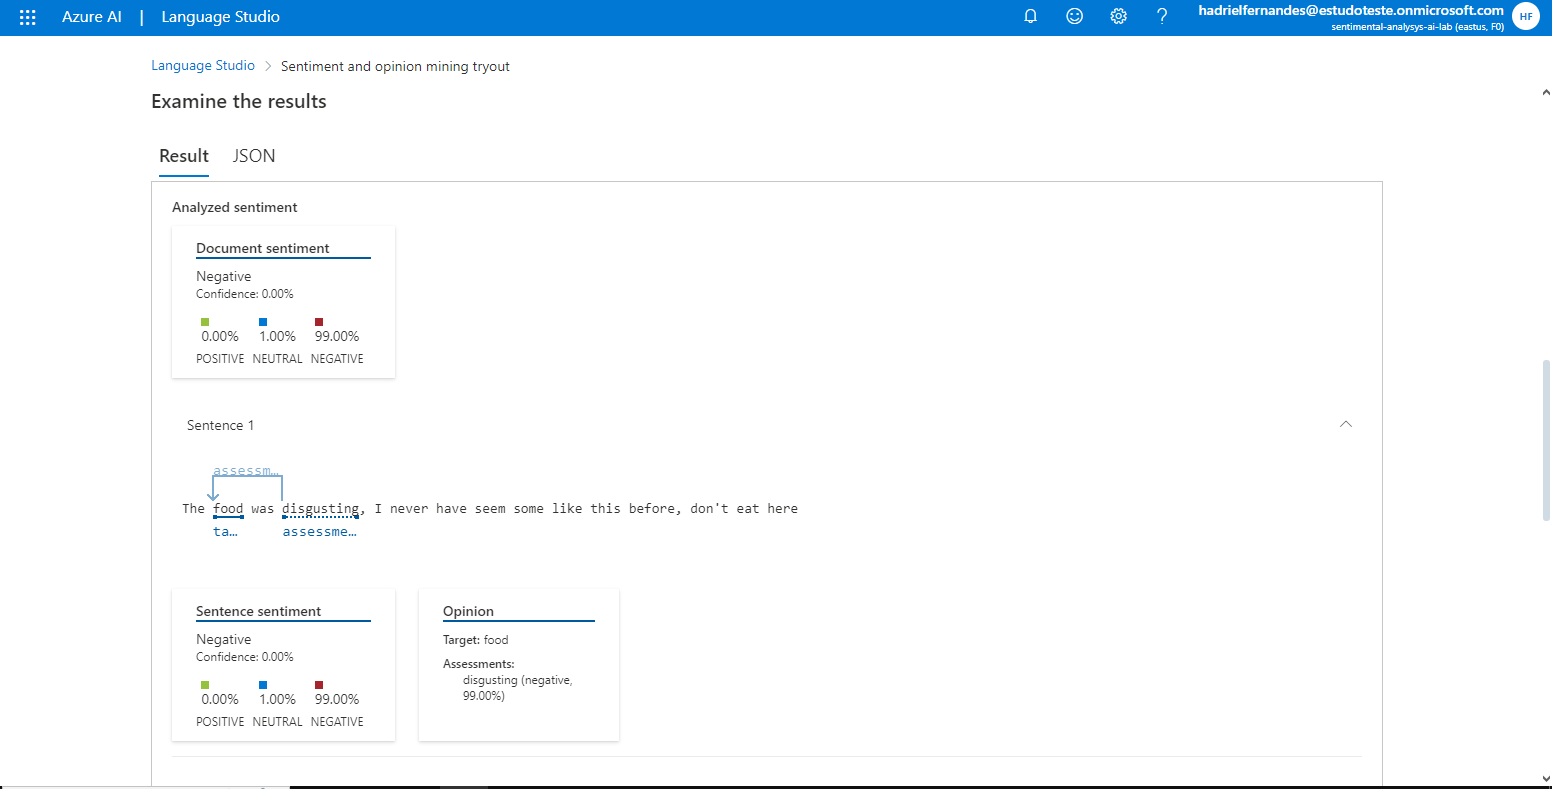 Azure AI | Language Studio
hadrielfernandes@estudoteste.onmicrosoft.com
sentimental-analysys-ai-lab (eastus, F0)
HF
Language Studio > Sentiment and opinion mining tryout
Examine the results
Result JSON
Analyzed sentiment
Document sentiment
Negative
Confidence: 0.00%
0.00% 1.00% 99.00%
POSITIVE NEUTRAL NEGATIVE
Sentence 1
assessm…
The food was disgusting, I never have seem some like this before, don't eat here
ta… assessme…
Sentence sentiment
Negative
Confidence: 0.00%
0.00% 1.00% 99.00%
POSITIVE NEUTRAL NEGATIVE
Opinion
Target: food
Assessments:
disgusting (negative,
99.00%)